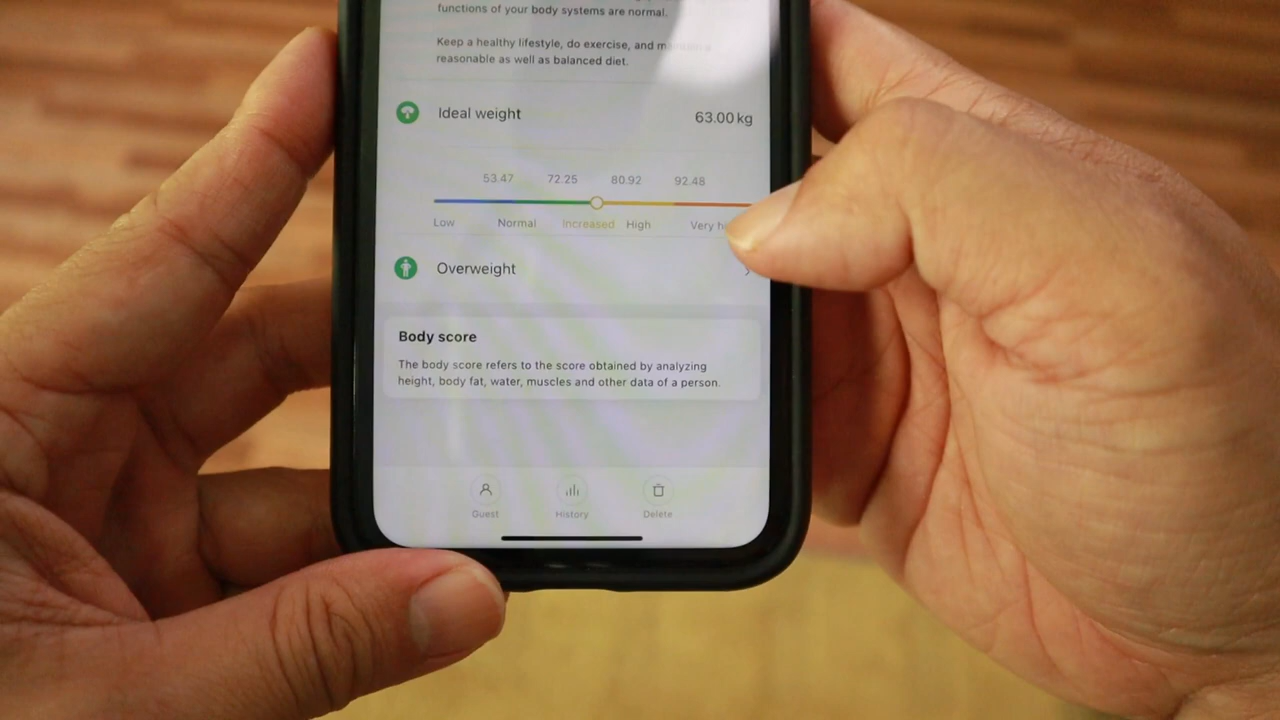 functions of your body systems are normal.
Keep a healthy lifestyle, do exercise, and maintain a
reasonable as well as balanced diet.
Ideal weight 63.00 kg
53.47 72.25 80.92 92.48
Low Normal Increased High Very
Overweight
Body score
The body score refers to the score obtained by analyzing
height, body fat, water, muscles and other data of a person.
Guest History Delete